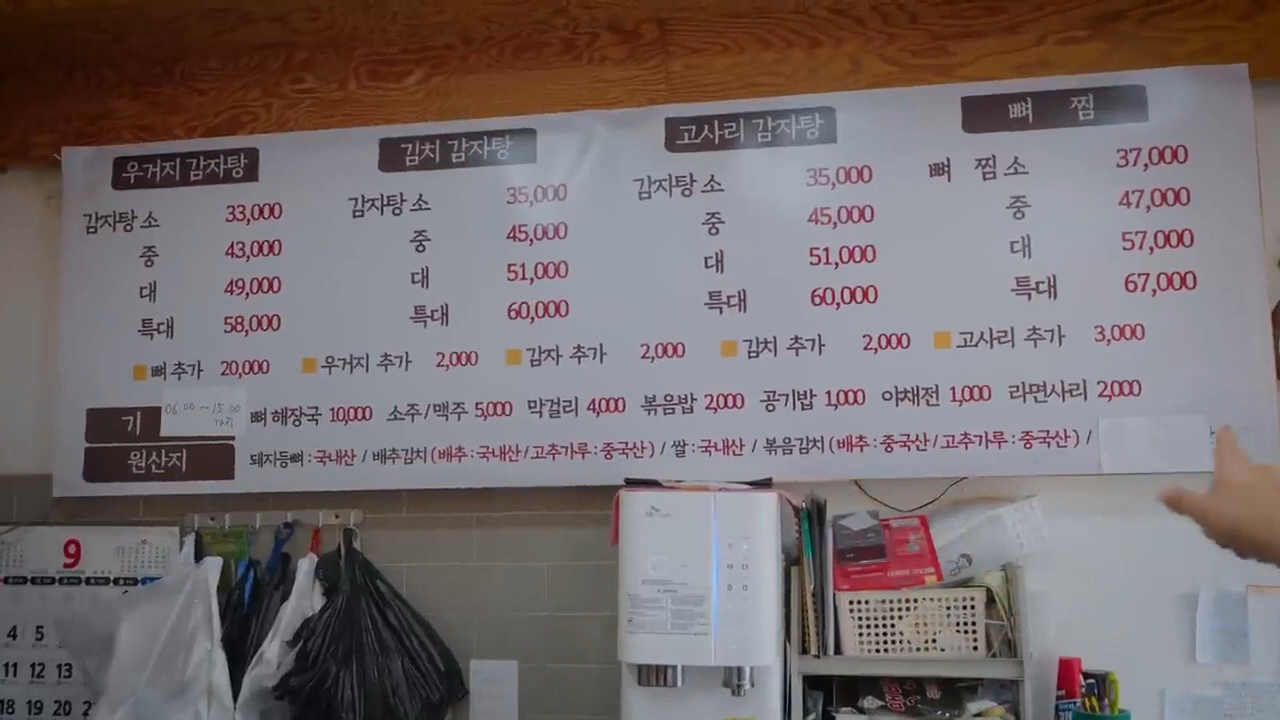 우거지 감자탕
감자탕 소 33,000
중 43,000
대 49,000
특대 58,000
김치 감자탕
감자탕 소 35,000
중 45,000
대 51,000
특대 60,000
고사리 감자탕
감자탕 소 35,000
중 45,000
대 51,000
특대 60,000
뼈 찜
뼈 찜 소 37,000
중 47,000
대 57,000
특대 67,000
뼈 추가 20,000 우거지 추가 2,000 감자 추가 2,000 김치 추가 2,000 고사리 추가 3,000
기 06:00~15:00 뼈 해장국 10,000 소주/맥주 5,000 막걸리 4,000 볶음밥 2,000 공기밥 1,000 야채전 1,000 라면사리 2,000
원산지 돼지등뼈:국내산 / 배추김치(배추:국내산/고추가루:중국산) / 쌀:국내산 / 볶음김치(배추:중국산/고추가루:중국산) /
9
4 5
11 12 13
18 19 20 2